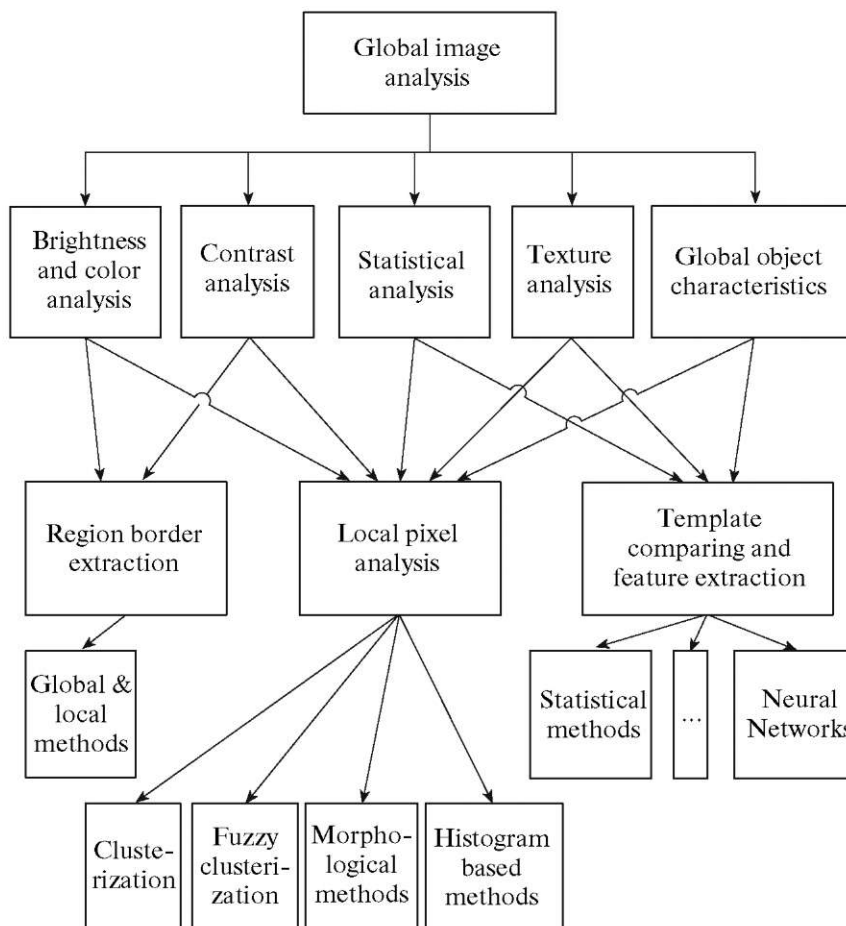 Global image
analysis
Brightness
and color
analysis
Contrast
analysis
Statistical
analysis
Texture
analysis
Global object
characteristics
Region border
extraction
Local pixel
analysis
Template
comparing and
feature extraction
Global &
local
methods
Statistical
methods
...
Neural
Networks
Cluste-
rization
Fuzzy
clusteri-
zation
Morpho-
logical
methods
Histogram
based
methods